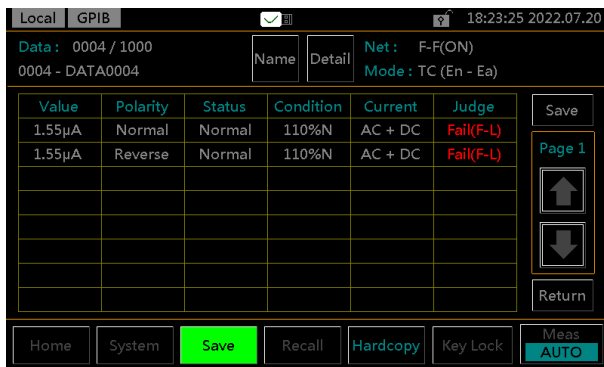 Local GPIB 18:23:25 2022.07.20
Data : 0004 / 1000 Name Detail Net : F-F(ON)
0004 - DATA0004 Mode : TC (En - Ea)
Value Polarity Status Condition Current Judge Save
1.55μA Normal Normal 110%N AC + DC Fail(F-L)
1.55μA Reverse Normal 110%N AC + DC Fail(F-L)
Page 1
Return
Home System Save Recall Hardcopy Key Lock Meas
AUTO